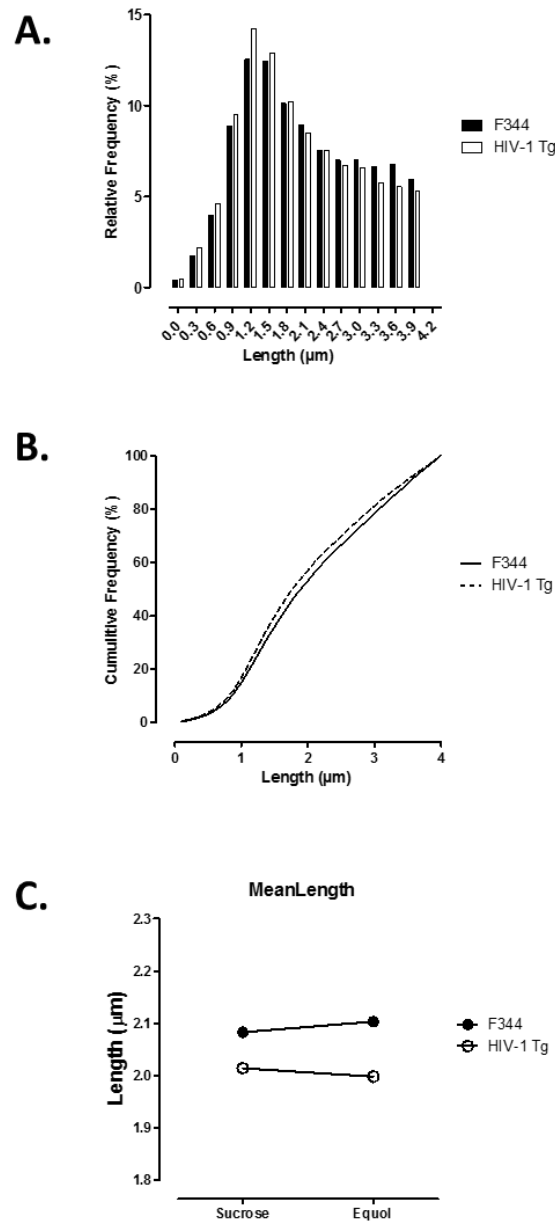 A.
Relative Frequency (%)
15
10
5
0
0.0 0.3 0.6 0.9 1.2 1.5 1.8 2.1 2.4 2.7 3.0 3.3 3.6 3.9 4.2
Length (µm)
F344
HIV-1 Tg
B.
Cumulitive Frequency (%)
100
80
60
40
20
0
0 1 2 3 4
Length (µm)
F344
HIV-1 Tg
C.
MeanLength
Length (µm)
2.3
2.2
2.1
2.0
1.9
1.8
Sucrose Equol
F344
HIV-1 Tg